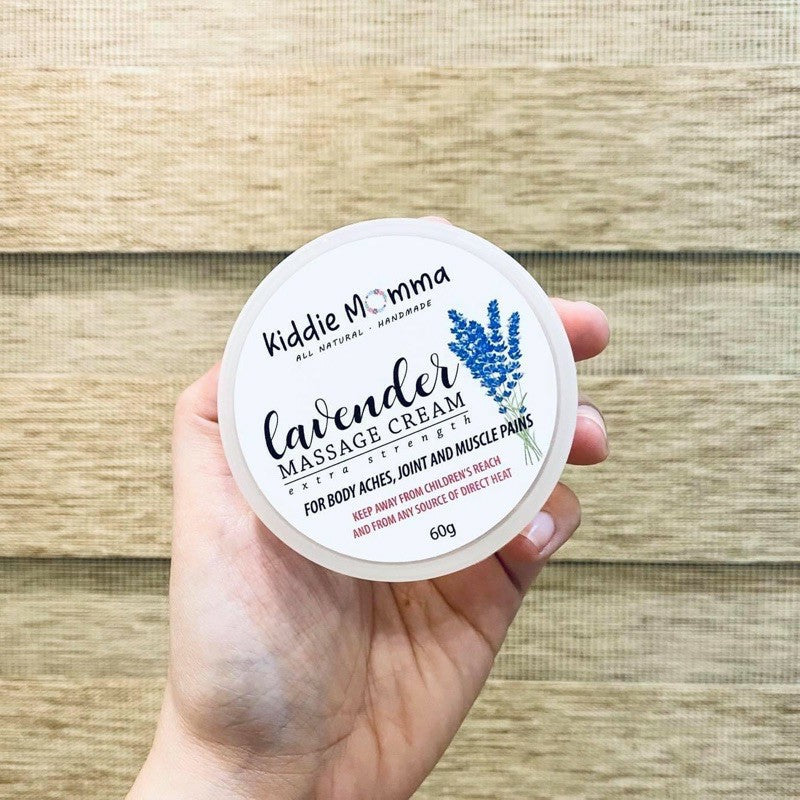 Kiddie Momma
ALL NATURAL · HANDMADE
lavender
MASSAGE CREAM
extra strength
FOR BODY ACHES, JOINT AND MUSCLE PAINS
KEEP AWAY FROM CHILDREN'S REACH
AND FROM ANY SOURCE OF DIRECT HEAT
60g